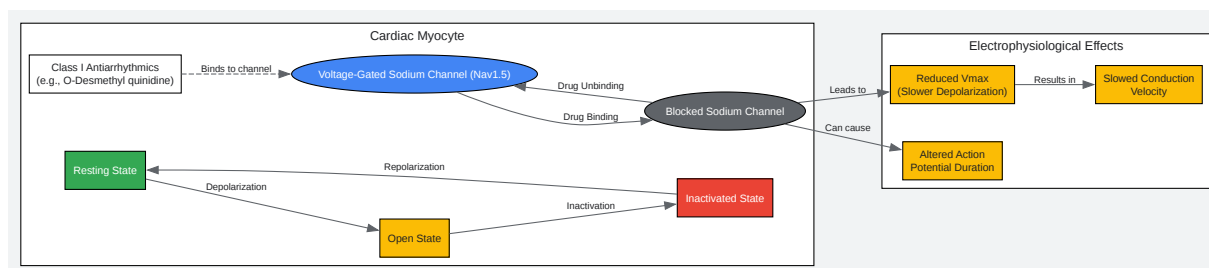 Cardiac Myocyte
Class I Antiarrhythmics
(e.g., O-Desmethyl quinidine)
Binds to channel
Voltage-Gated Sodium Channel (Nav1.5)
Drug Unbinding
Drug Binding
Blocked Sodium Channel
Resting State
Repolarization
Depolarization
Open State
Inactivation
Inactivated State
Leads to
Can cause
Electrophysiological Effects
Reduced Vmax
(Slower Depolarization)
Results in
Slowed Conduction
Velocity
Altered Action
Potential Duration